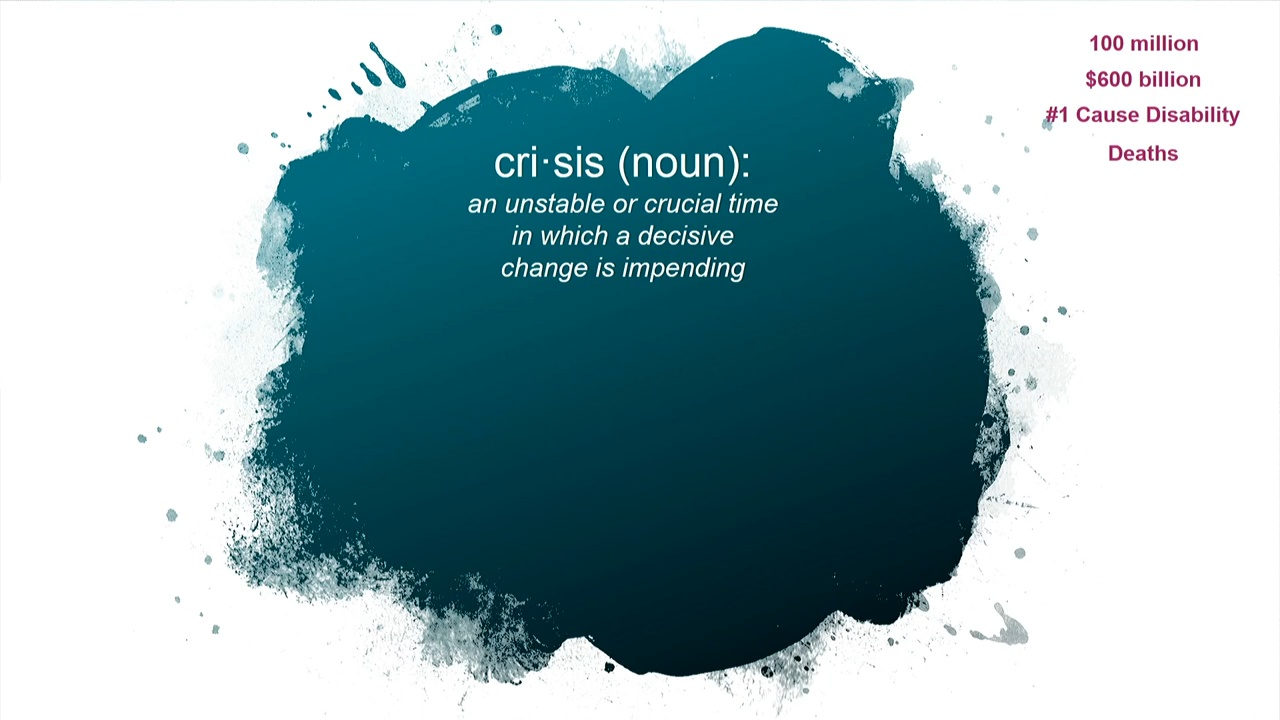 100 million
$600 billion
#1 Cause Disability
Deaths
cri·sis (noun):
an unstable or crucial time
in which a decisive
change is impending